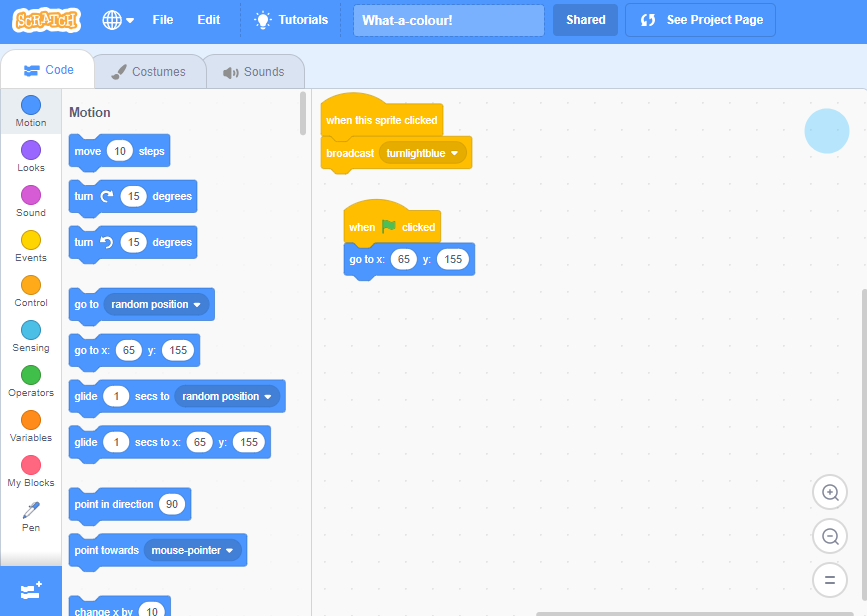 SCRATCH File Edit Tutorials What-a-colour! Shared See Project Page
Code Costumes Sounds
Motion
Looks
Sound
Events
Control
Sensing
Operators
Variables
My Blocks
Pen
Motion
move 10 steps
turn 15 degrees
turn 15 degrees
go to random position
go to x: 65 y: 155
glide 1 secs to random position
glide 1 secs to x: 65 y: 155
point in direction 90
point towards mouse-pointer
change x by 10
when this sprite clicked
broadcast turnlightblue
when clicked
go to x: 65 y: 155